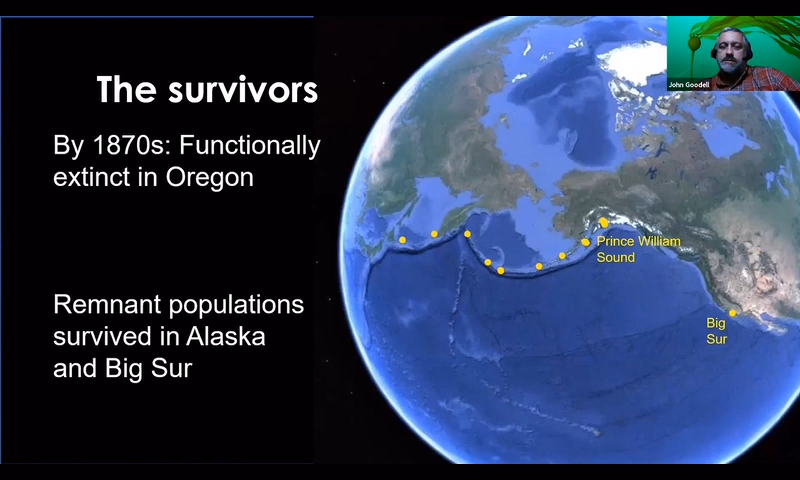 The survivors
By 1870s: Functionally
extinct in Oregon
Remnant populations
survived in Alaska
and Big Sur
Prince William
Sound
Big
Sur
John Goodell